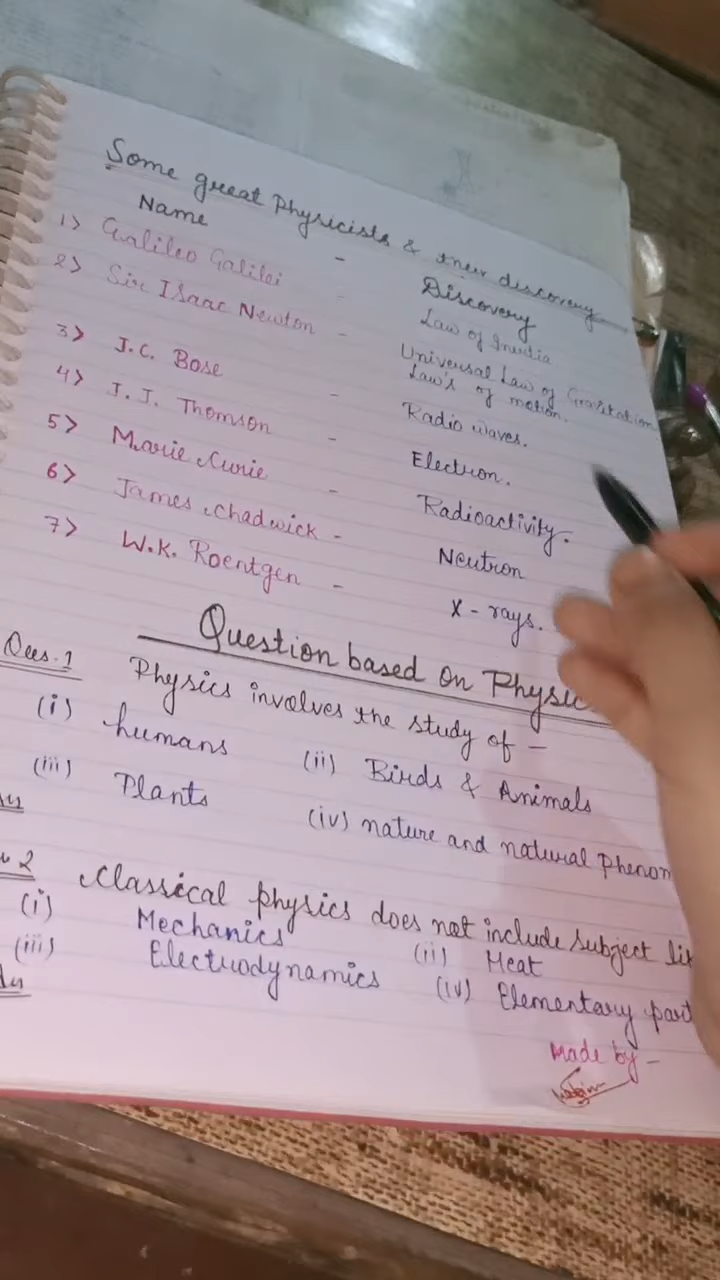 Some great Physicists & their discovery
Name - Discovery
1> Galileo Galilei - Law of Inertia
2> Sir Isaac Newton - Universal Law of Gravitation
Law's of motion.
3> J.C. Bose - Radio waves.
4> J.J. Thomson - Electron.
5> Marie Curie - Radioactivity.
6> James Chadwick - Neutron
7> W.K. Roentgen - X-rays.
Question based on Physic
Ques.1 Physics involves the study of -
(i) humans (ii) Birds & Animals
(iii) Plants (iv) nature and natural phenom
2 Classical physics does not include subject li
(i) Mechanics (ii) Heat
(iii) Electrodynamics (iv) Elementary part
made by -